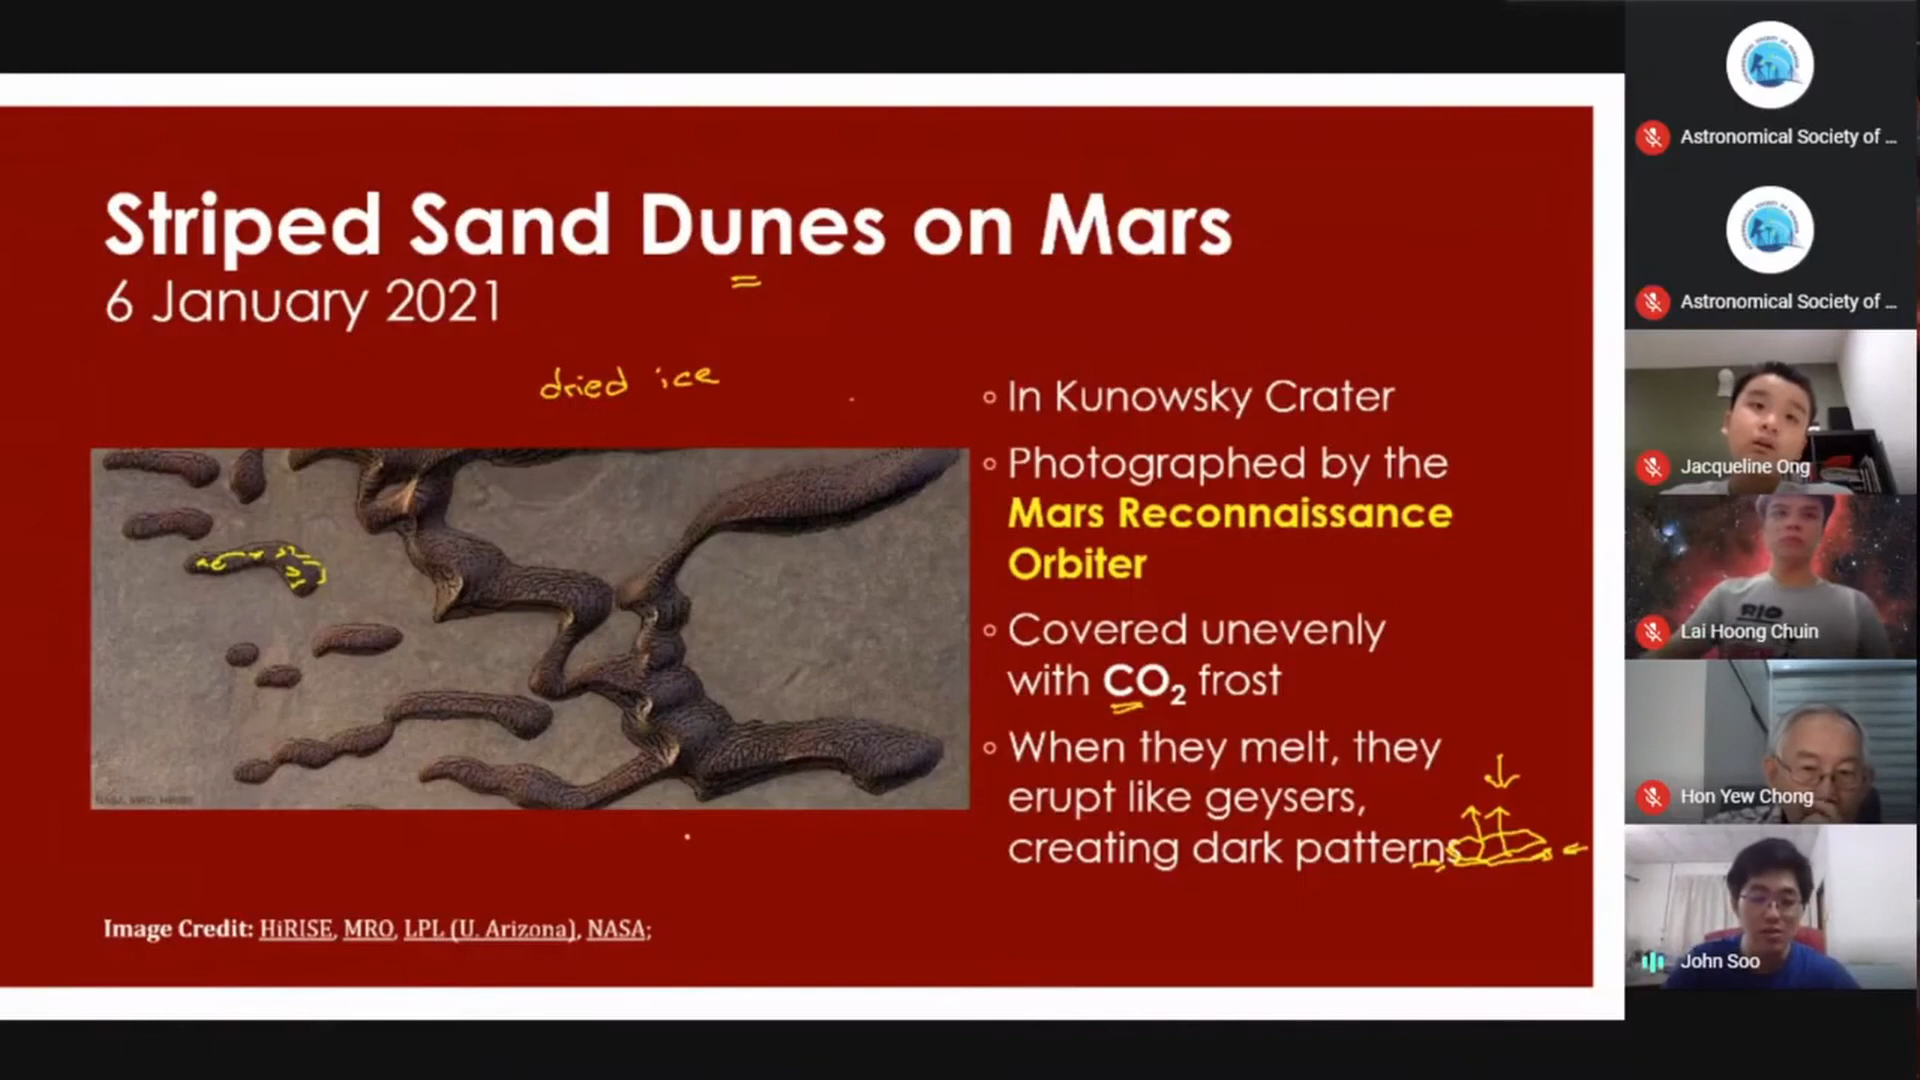 Striped Sand Dunes on Mars
6 January 2021
dried ice
In Kunowsky Crater
Photographed by the
Mars Reconnaissance
Orbiter
Covered unevenly
with CO₂ frost
When they melt, they
erupt like geysers,
creating dark patterns
NASA, MRO, HiRISE
Image Credit: HiRISE, MRO, LPL (U. Arizona), NASA;
Astronomical Society of ...
Astronomical Society of ...
Jacqueline Ong
Lai Hoong Chuin
Hon Yew Chong
John Soo